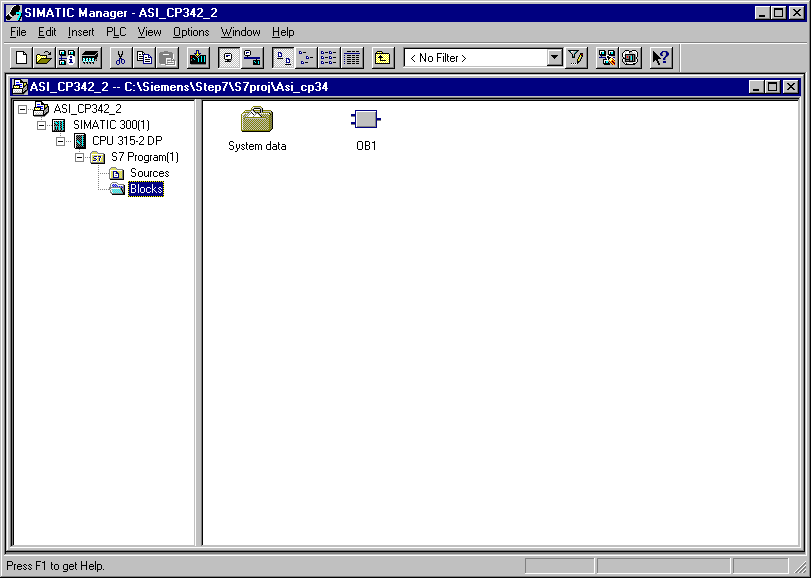 SIMATIC Manager - ASI_CP342_2
File Edit Insert PLC View Options Window Help
< No Filter >
ASI_CP342_2 -- C:\Siemens\Step7\S7proj\Asi_cp34
ASI_CP342_2
SIMATIC 300(1)
CPU 315-2 DP
S7 Program(1)
Sources
Blocks
System data
OB1
Press F1 to get Help.